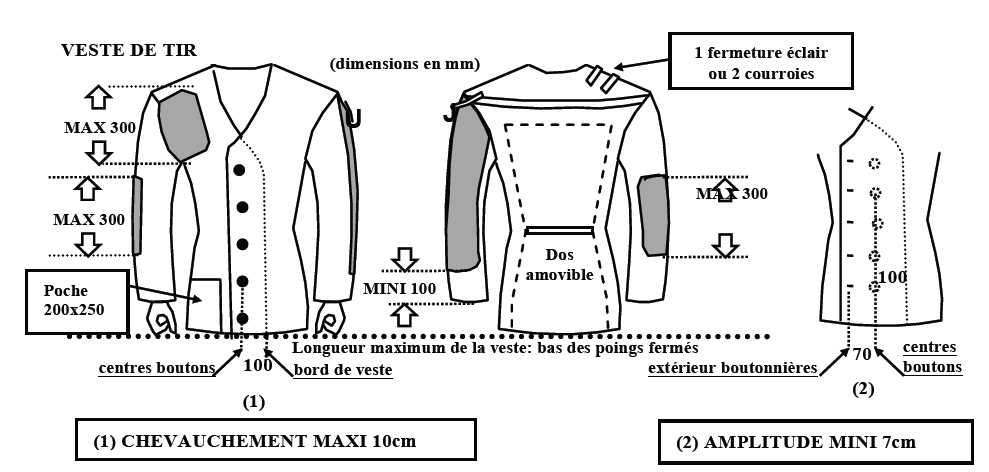 VESTE DE TIR
(dimensions en mm)
1 fermeture éclair
ou 2 courroies
MAX 300
MAX 300
MAX 300
Poche
200x250
MINI 100
Dos
amovible
100
Longueur maximum de la veste: bas des poings fermés
centres boutons
100
bord de veste
extérieur boutonnières
70
centres
boutons
(1)
(2)
(1) CHEVAUCHEMENT MAXI 10cm
(2) AMPLITUDE MINI 7cm